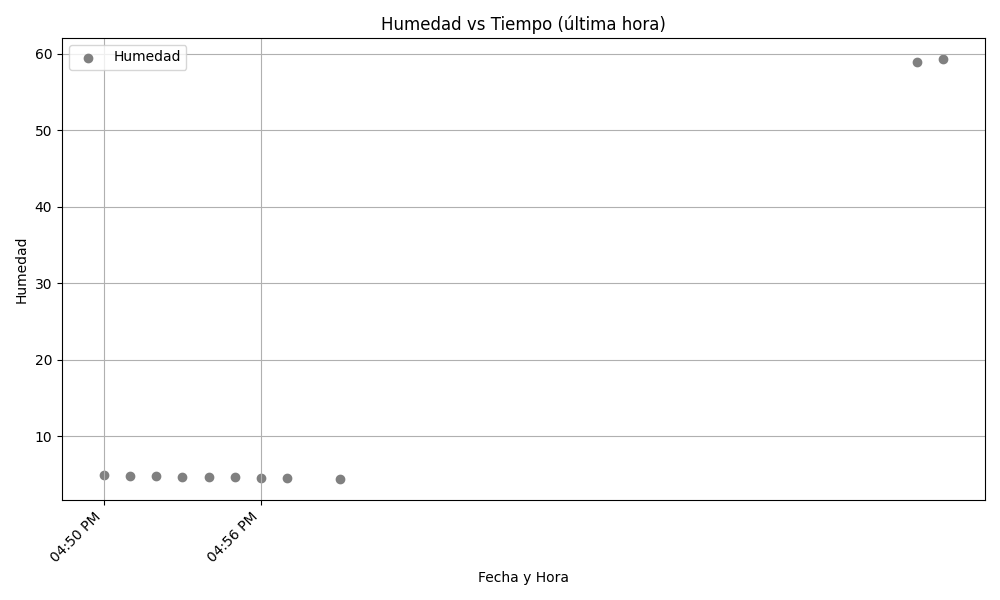 Humedad vs Tiempo (última hora)
Humedad
60
50
40
30
20
10
Humedad
04:50 PM
04:56 PM
Fecha y Hora